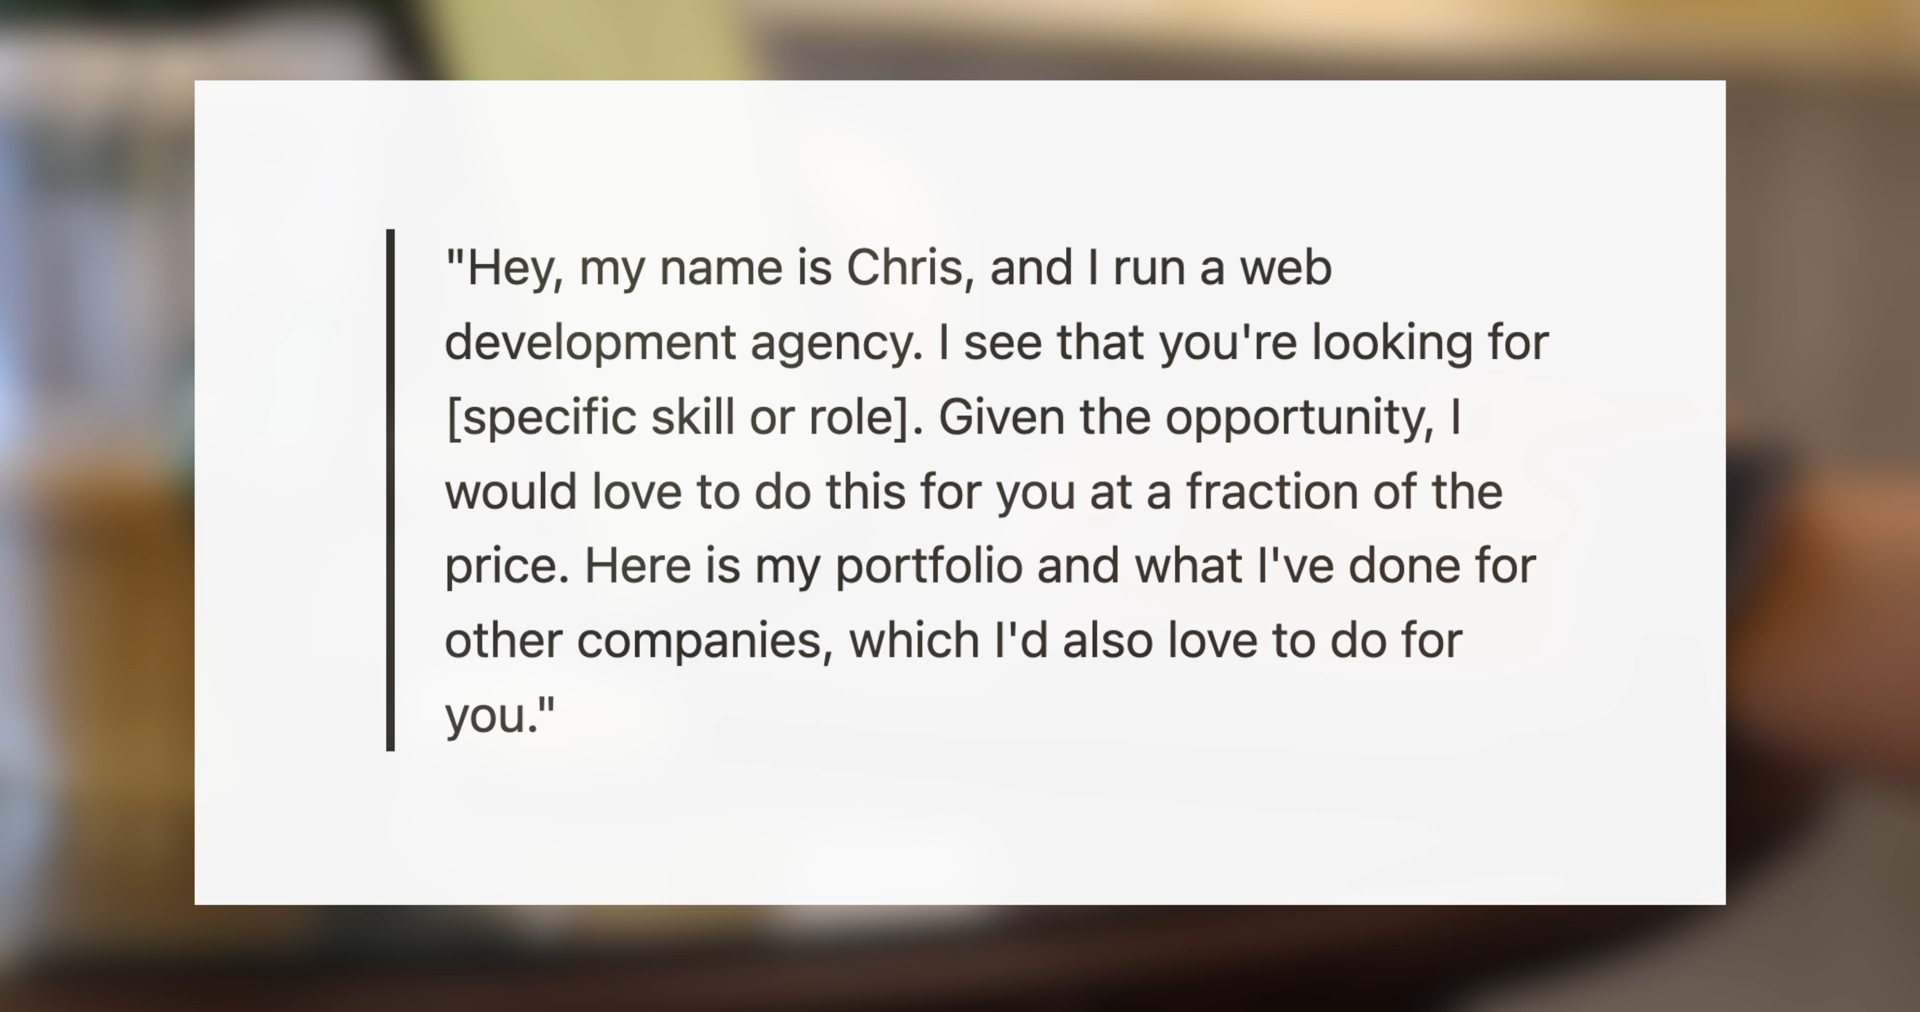 "Hey, my name is Chris, and I run a web
development agency. I see that you're looking for
[specific skill or role]. Given the opportunity, I
would love to do this for you at a fraction of the
price. Here is my portfolio and what I've done for
other companies, which I'd also love to do for
you."